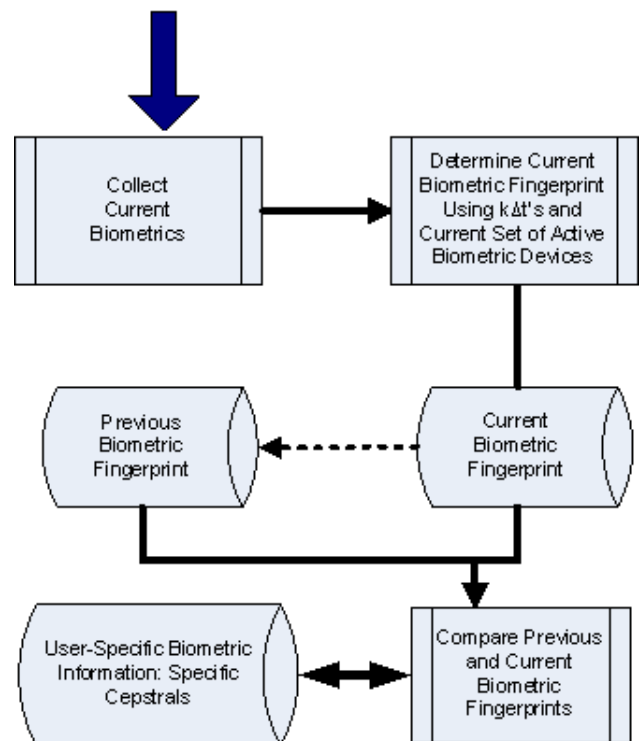 Collect
Current
Biometrics
Determine Current
Biometric Fingerprint
Using kΔt's and
Current Set of Active
Biometric Devices
Previous
Biometric
Fingerprint
Current
Biometric
Fingerprint
User-Specific Biometric
Information: Specific
Cepstrals
Compare Previous
and Current
Biometric
Fingerprints